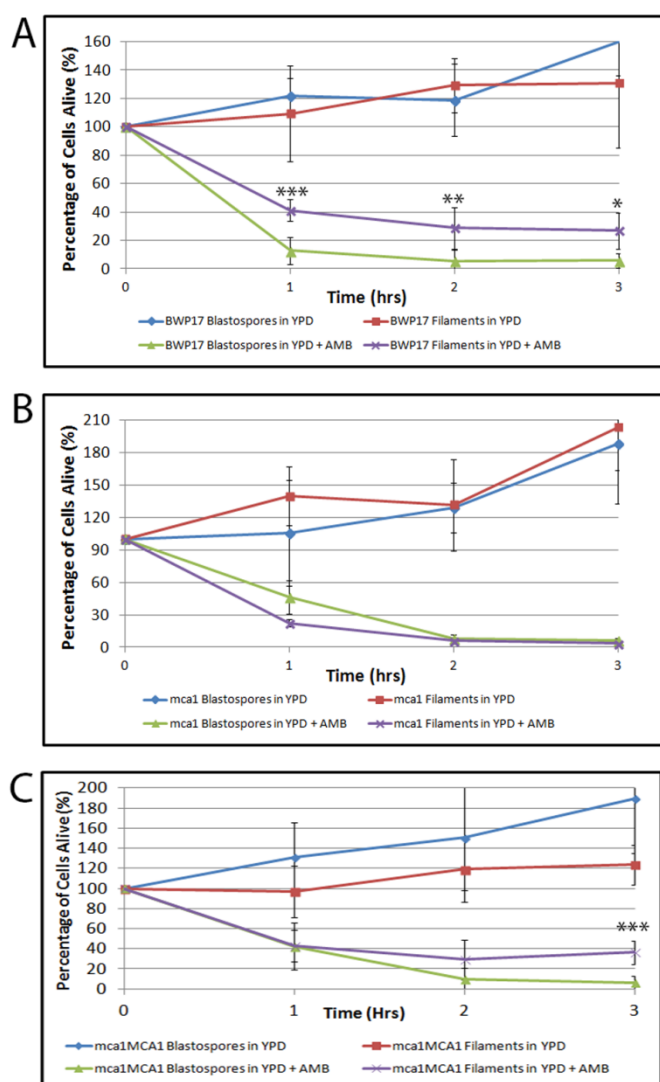 A
Percentage of Cells Alive (%)
160
140
120
100
80
60
40
20
0
***
**
*
0 1 2 3
Time (hrs)
BWP17 Blastospores in YPD BWP17 Filaments in YPD
BWP17 Blastospores in YPD + AMB BWP17 Filaments in YPD + AMB
B
Percentage of Cells Alive (%)
210
180
150
120
90
60
30
0
0 1 2 3
Time (hrs)
mca1 Blastospores in YPD mca1 Filaments in YPD
mca1 Blastospores in YPD + AMB mca1 Filaments in YPD + AMB
C
Percentage of Cells Alive (%)
200
180
160
140
120
100
80
60
40
20
0
***
0 1 2 3
Time (Hrs)
mca1MCA1 Blastospores in YPD mca1MCA1 Filaments in YPD
mca1MCA1 Blastospores in YPD + AMB mca1MCA1 Filaments in YPD + AMB